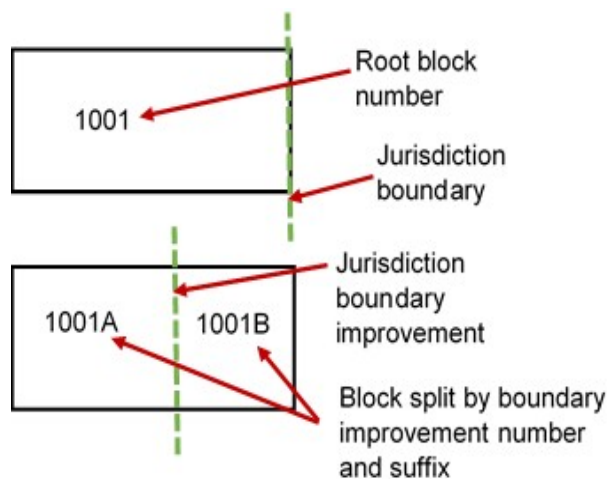 Root block
number
1001
Jurisdiction
boundary
Jurisdiction
boundary
improvement
1001A
1001B
Block split by boundary
improvement number
and suffix